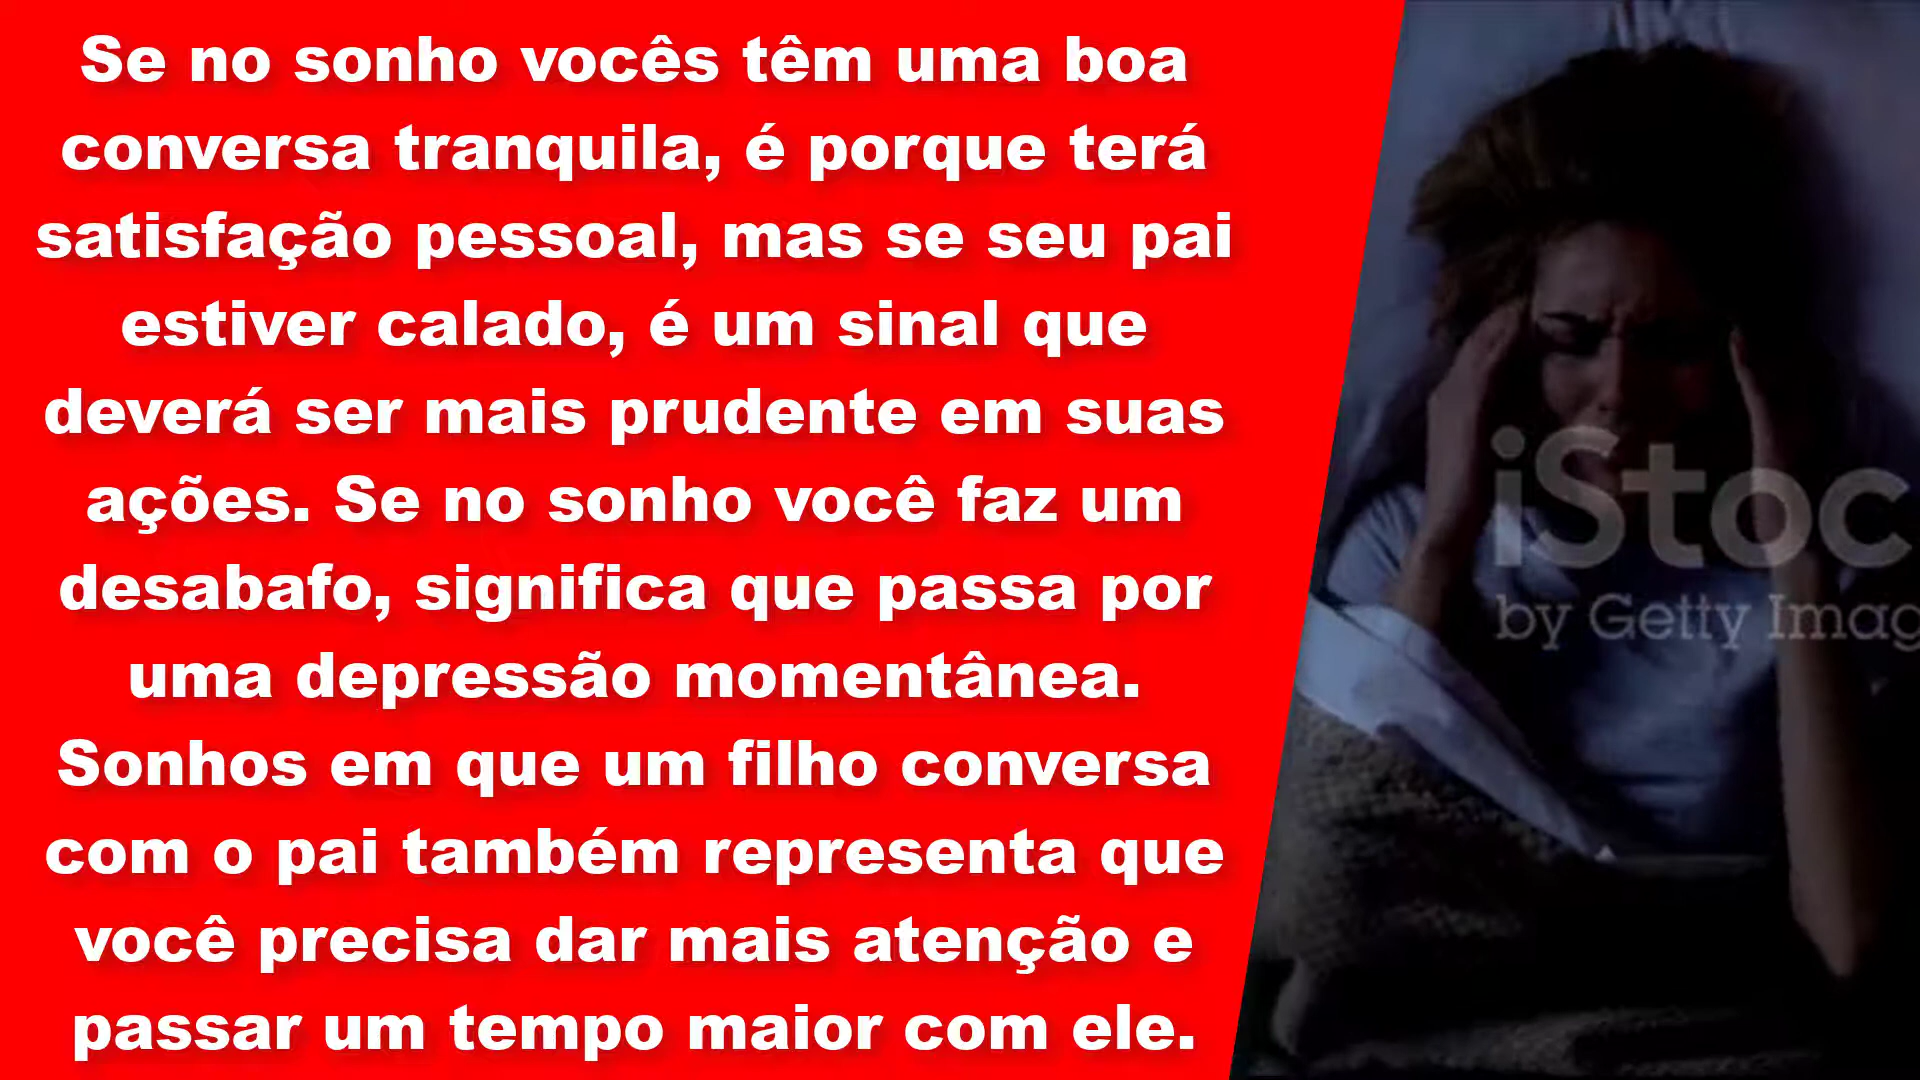 Se no sonho vocês têm uma boa
conversa tranquila, é porque terá
satisfação pessoal, mas se seu pai
estiver calado, é um sinal que
deverá ser mais prudente em suas
ações. Se no sonho você faz um
desabafo, significa que passa por
uma depressão momentânea.
Sonhos em que um filho conversa
com o pai também representa que
você precisa dar mais atenção e
passar um tempo maior com ele.
iStoc
by Getty Imag